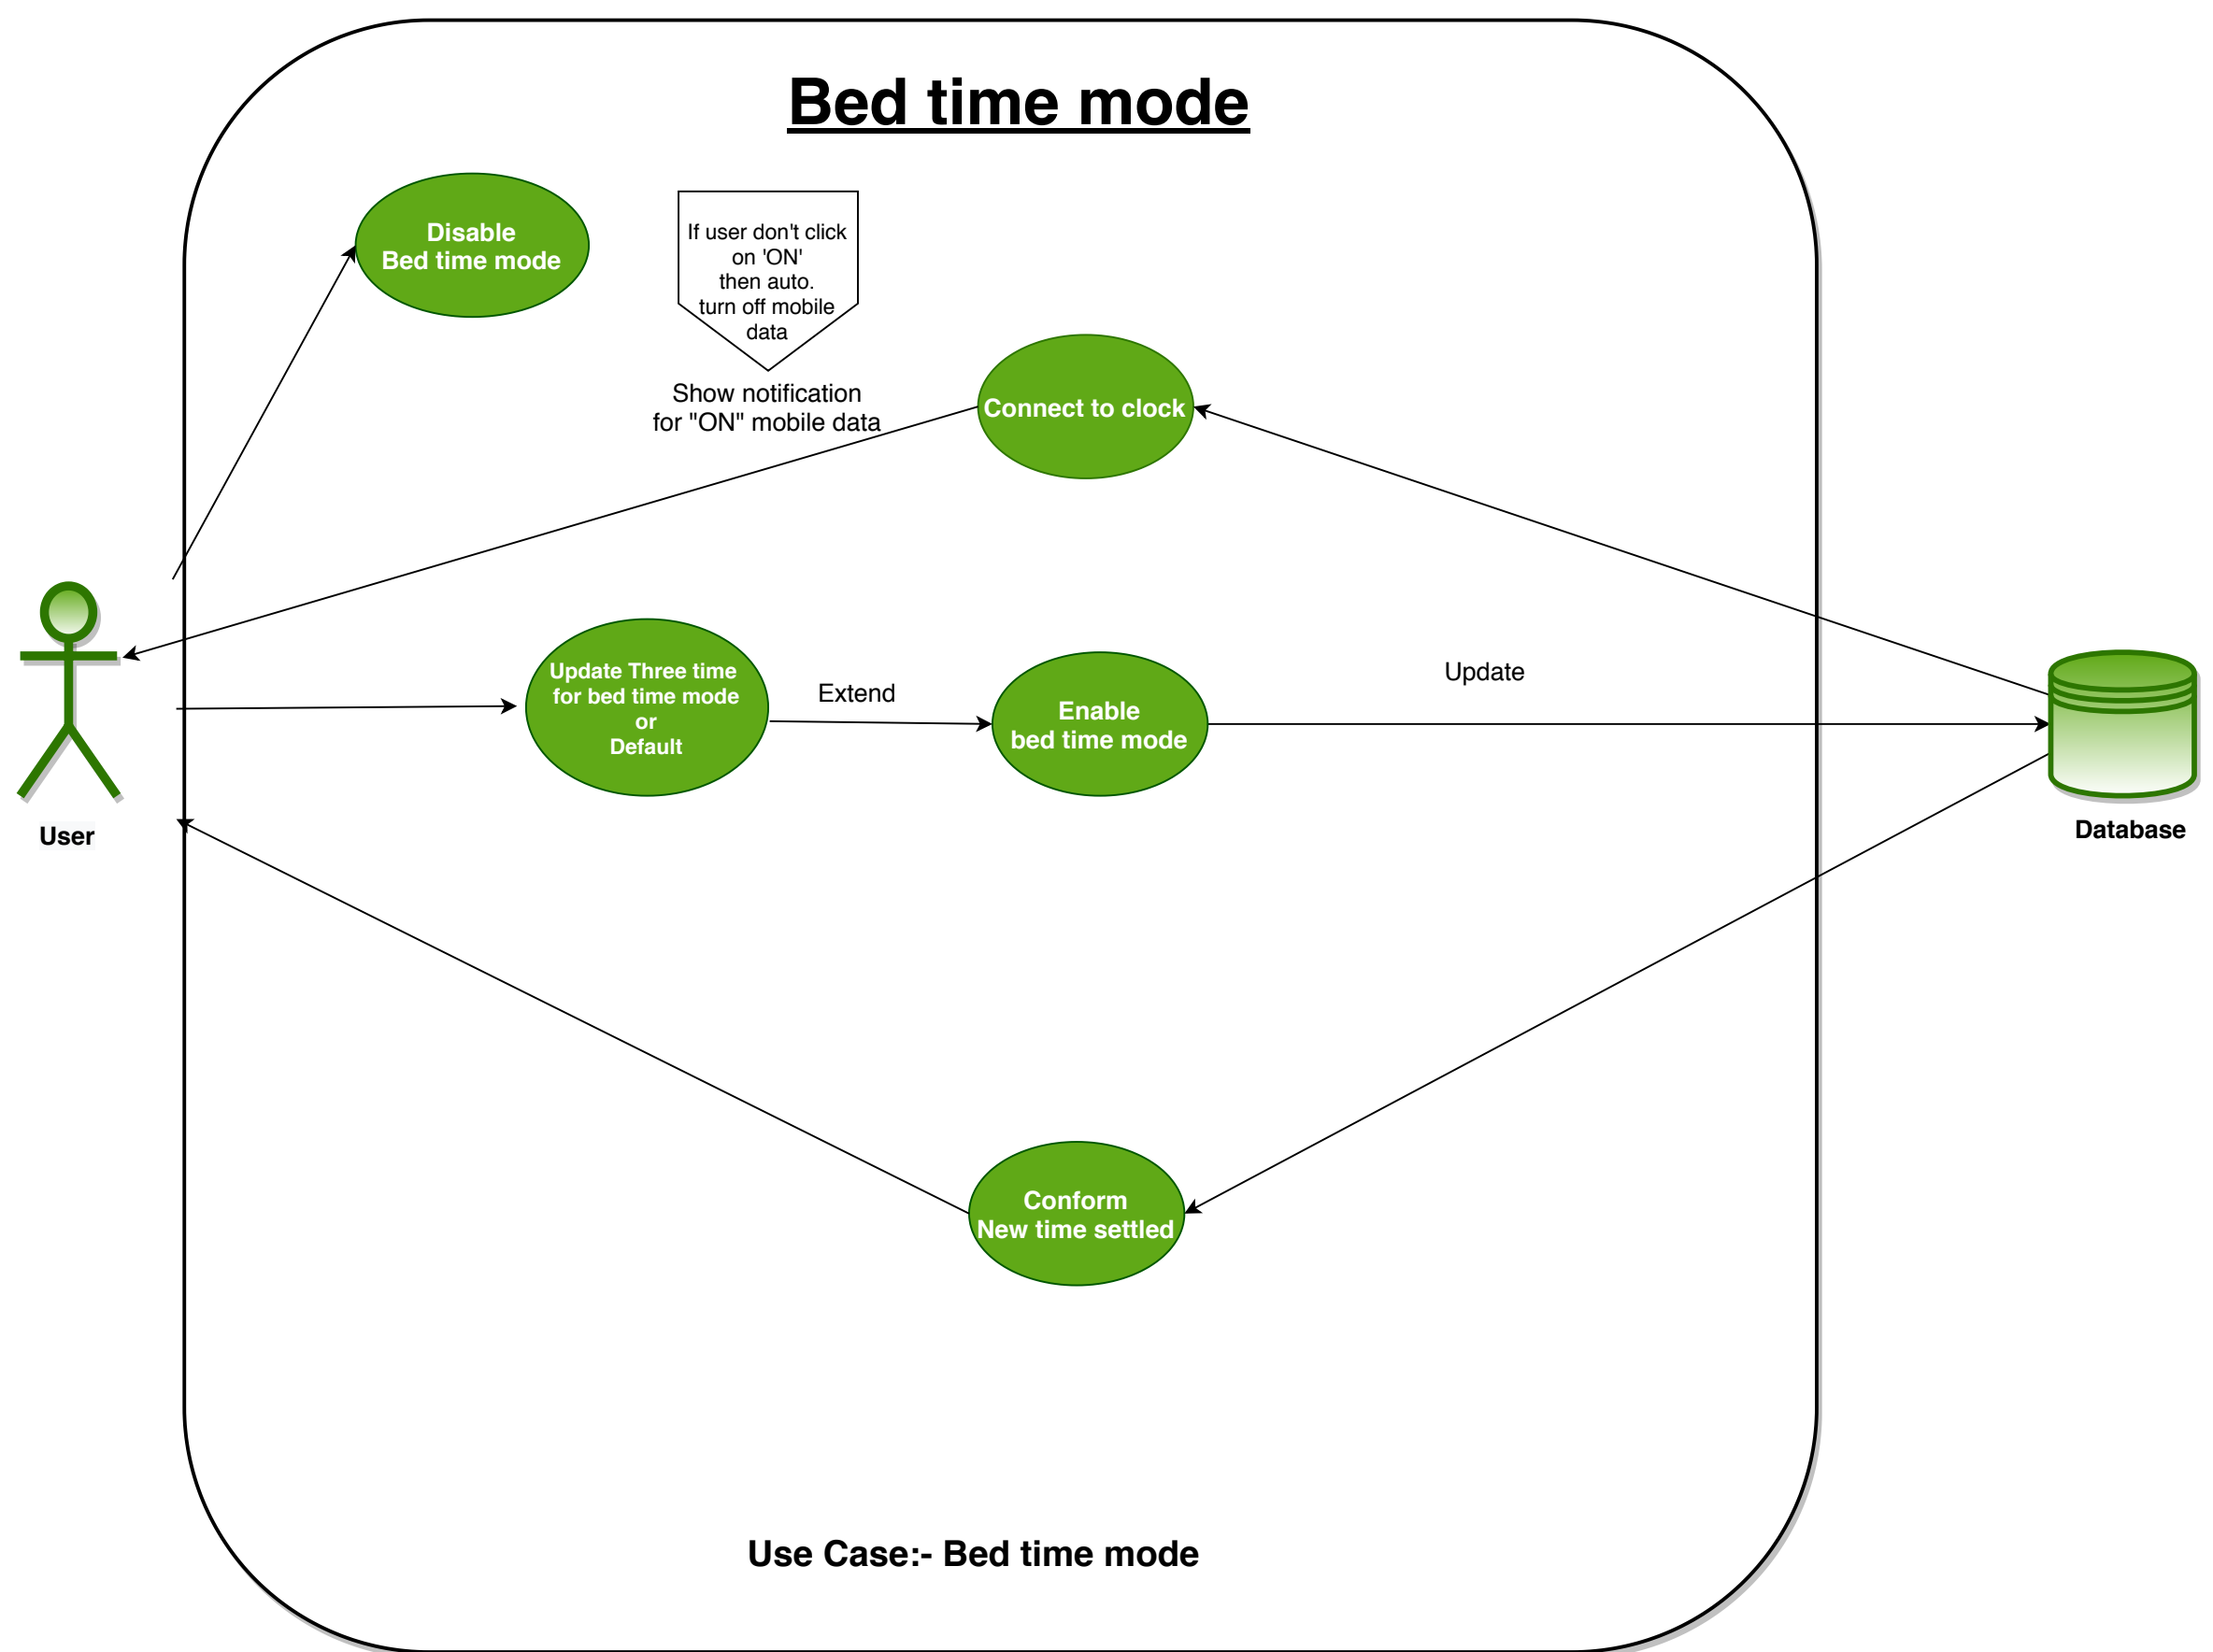 Bed time mode
Disable
Bed time mode
If user don't click
on 'ON'
then auto.
turn off mobile
data
Show notification
for "ON" mobile data
Connect to clock
Update Three time
for bed time mode
or
Default
Extend
Enable
bed time mode
Update
User
Database
Conform
New time settled
Use Case:- Bed time mode